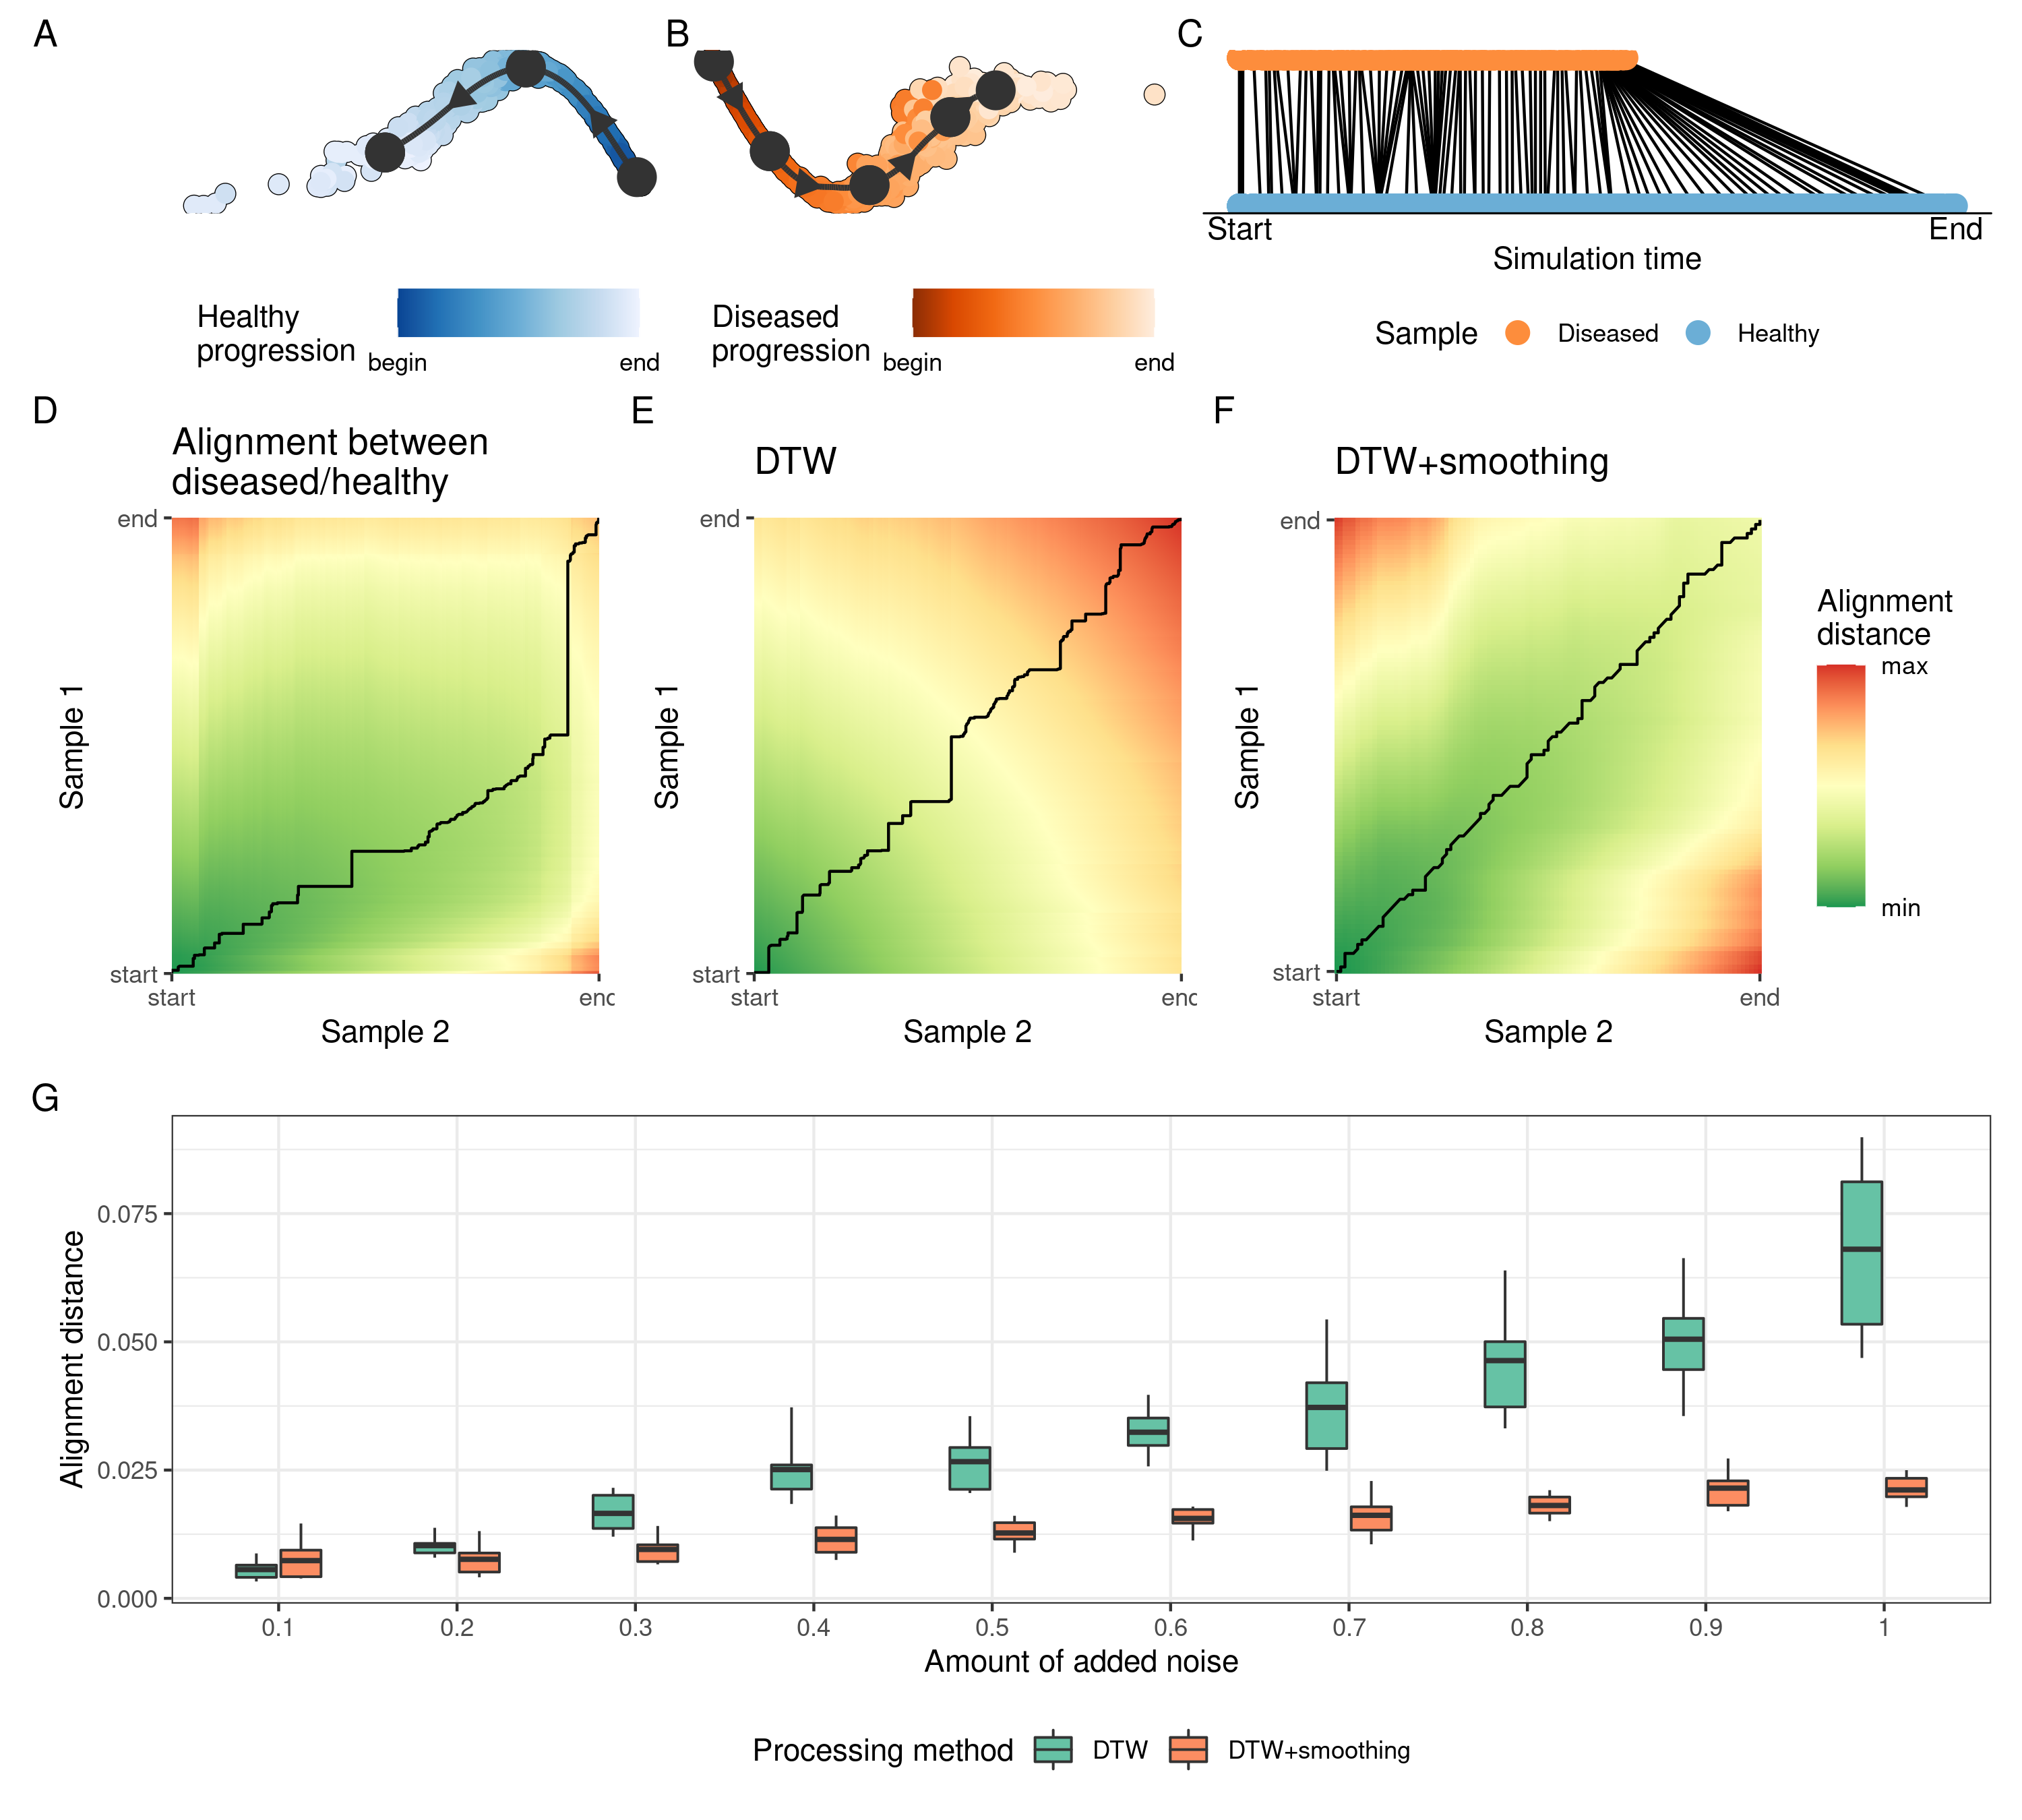 A
B
C
Start
End
Simulation time
Healthy
progression
begin
end
Diseased
progression
begin
end
Sample
Diseased
Healthy
D
E
F
Alignment between
diseased/healthy
DTW
DTW+smoothing
end
start
start
enc
Sample 1
Sample 2
end
start
start
enc
Sample 1
Sample 2
end
start
start
end
Sample 1
Sample 2
Alignment
distance
max
min
G
Alignment distance
0.075
0.050
0.025
0.000
0.1
0.2
0.3
0.4
0.5
0.6
0.7
0.8
0.9
1
Amount of added noise
Processing method
DTW
DTW+smoothing